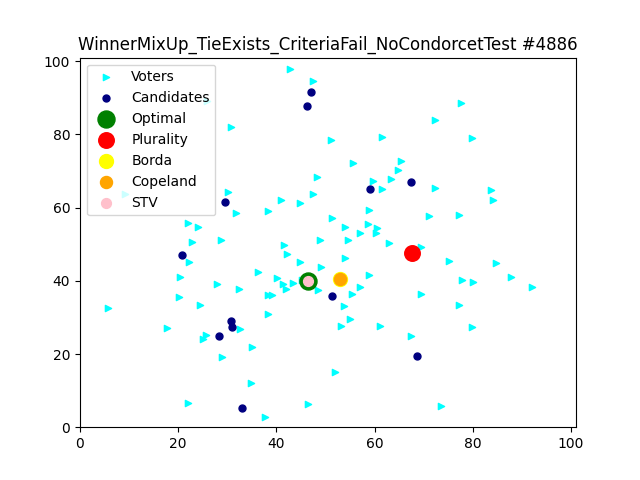 WinnerMixUp_TieExists_CriteriaFail_NoCondorcetTest #4886
100
80
60
40
20
0
0 20 40 60 80 100
Voters
Candidates
Optimal
Plurality
Borda
Copeland
STV